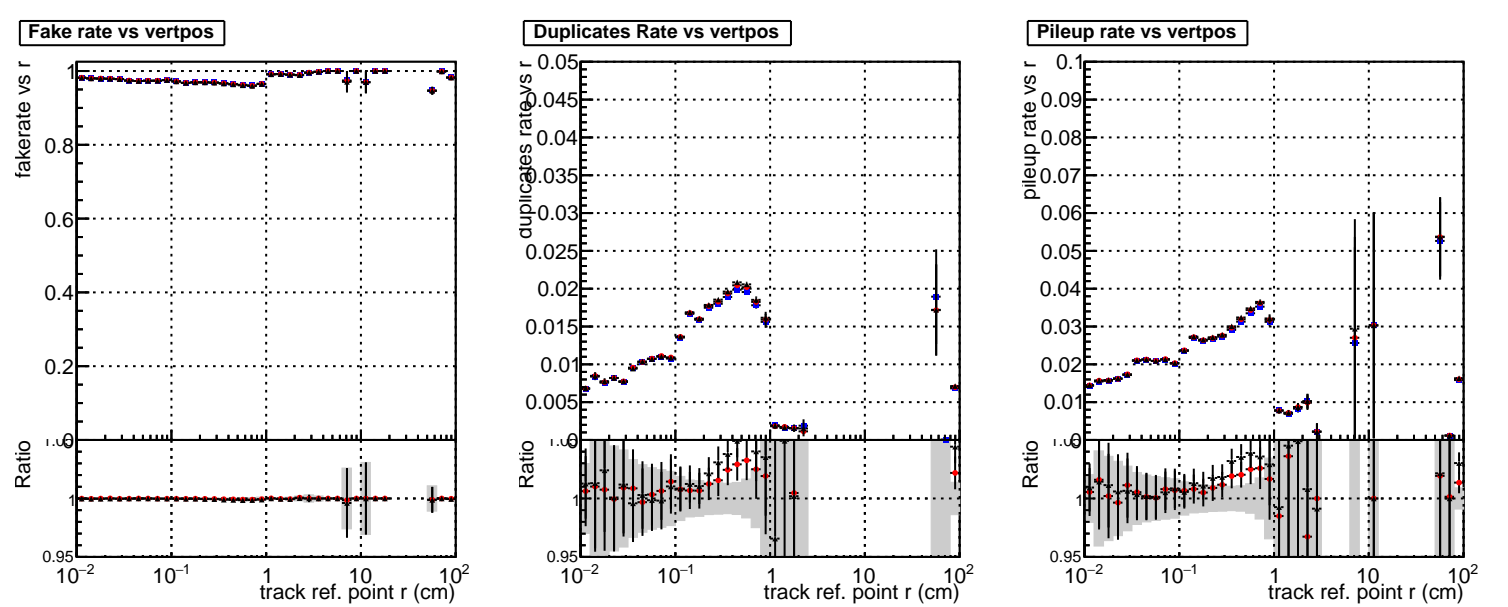 Fake rate vs vertpos
fakerate vs r
1
0.8
0.6
0.4
0.2
0
Ratio
1
0.95
10⁻² 10⁻¹ 1 10 10²
track ref. point r (cm)
Duplicates Rate vs vertpos
duplicates rate vs r
0.05
0.045
0.04
0.035
0.03
0.025
0.02
0.015
0.01
0.005
0
Ratio
1
0.95
10⁻² 10⁻¹ 1 10 10²
track ref. point r (cm)
Pileup rate vs vertpos
pileup rate vs r
0.1
0.09
0.08
0.07
0.06
0.05
0.04
0.03
0.02
0.01
0
Ratio
1
0.95
10⁻² 10⁻¹ 1 10 10²
track ref. point r (cm)